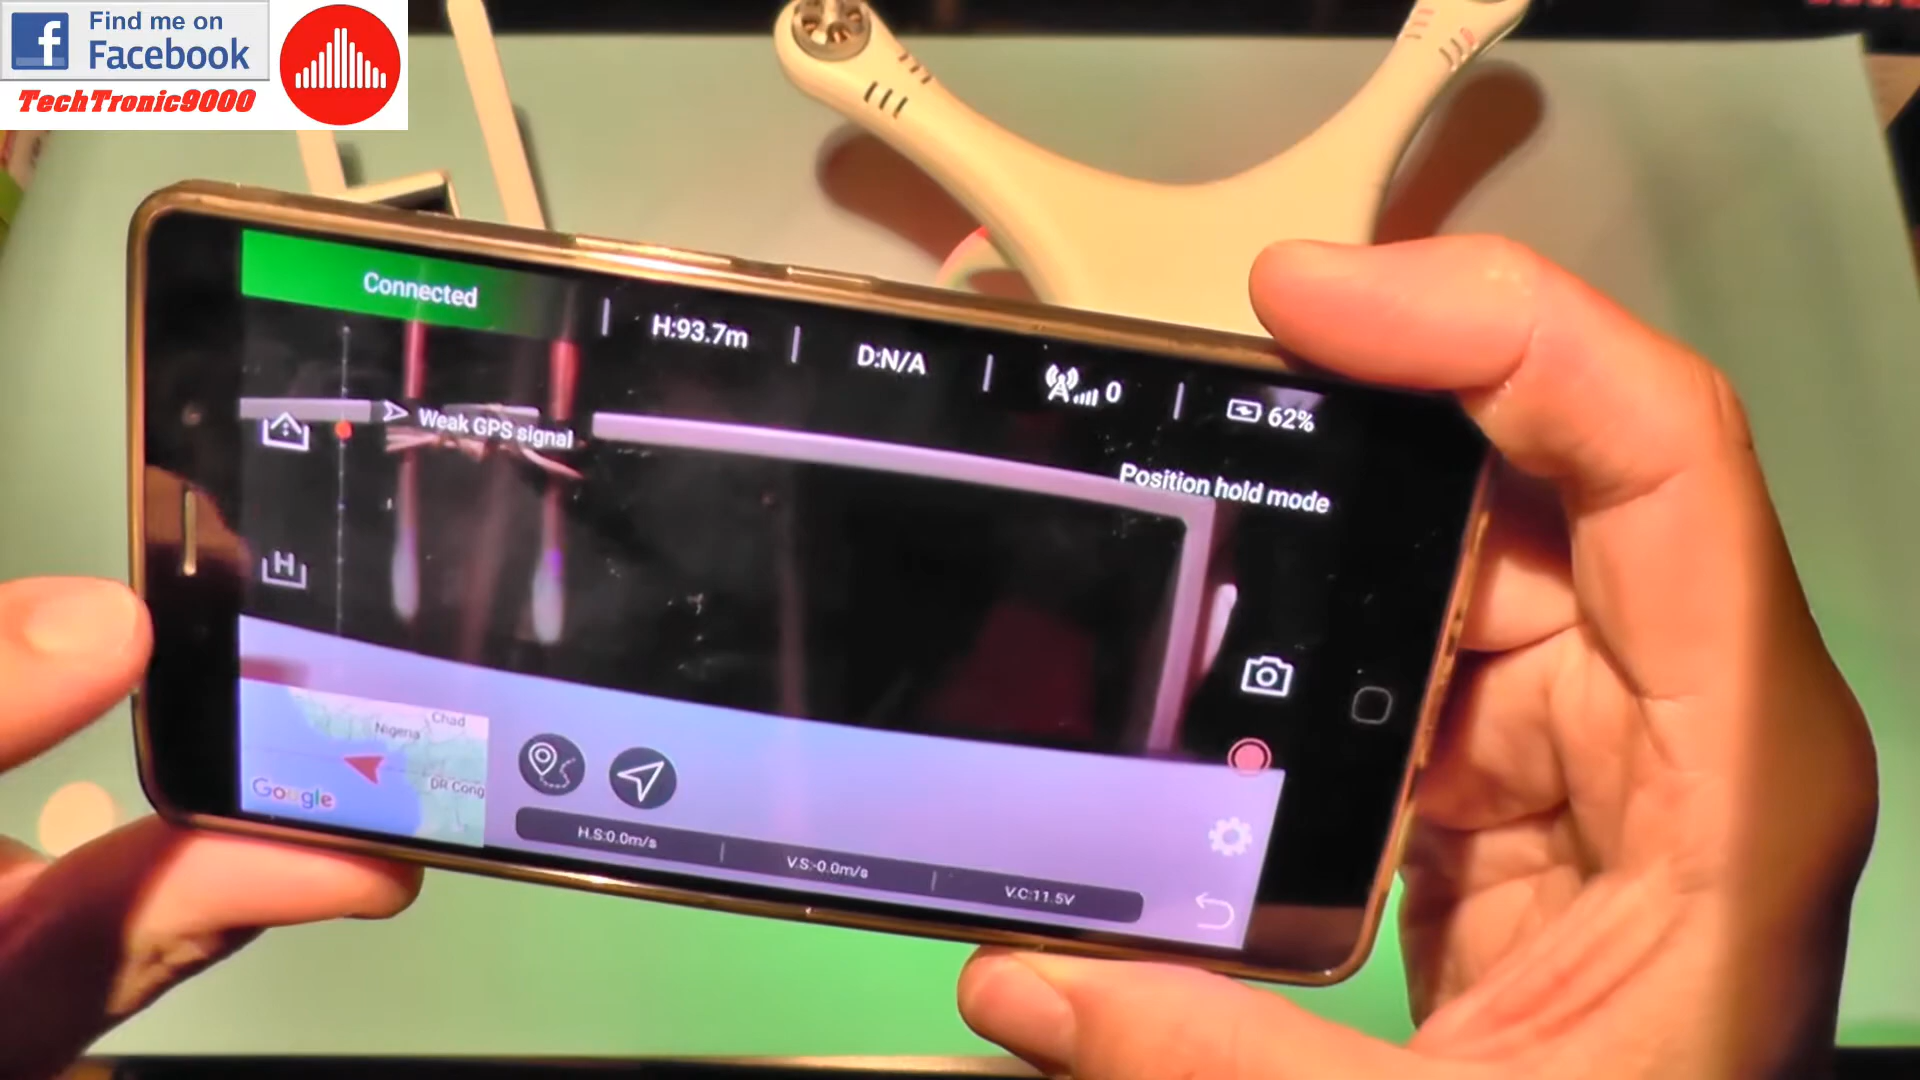 Find me on
Facebook
TechTronic9000
Connected
H:93.7m
D:N/A
0
62%
Weak GPS signal
Position hold mode
H
Chad
Nigeria
DR Cong
Google
H.S:0.0m/s
V.S:-0.0m/s
V.C:11.5V